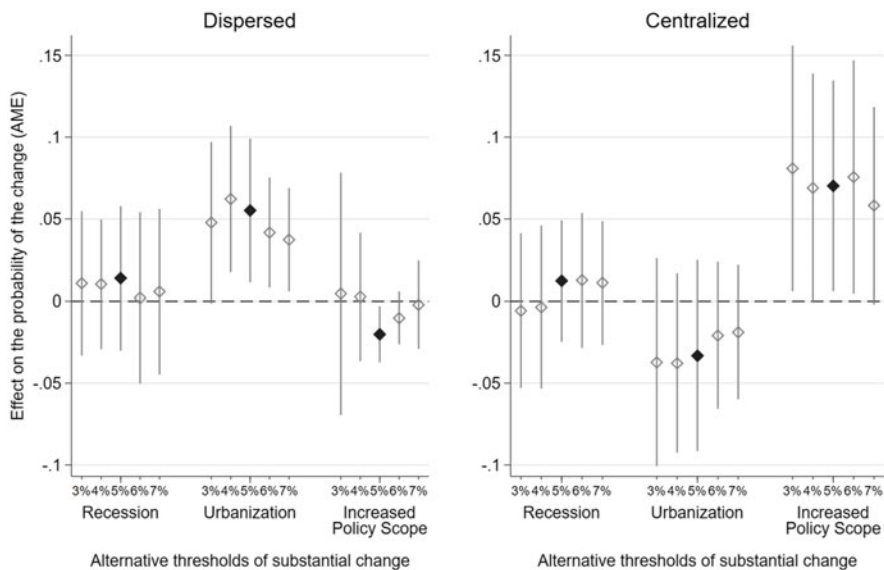 Dispersed
Centralized
Effect on the probability of the change (AME)
.15
.1
.05
0
-.05
-.1
3% 4% 5% 6% 7%
Recession
3% 4% 5% 6% 7%
Urbanization
3% 4% 5% 6% 7%
Increased
Policy Scope
Alternative thresholds of substantial change
.15
.1
.05
0
-.05
-.1
3% 4% 5% 6% 7%
Recession
3% 4% 5% 6% 7%
Urbanization
3% 4% 5% 6% 7%
Increased
Policy Scope
Alternative thresholds of substantial change